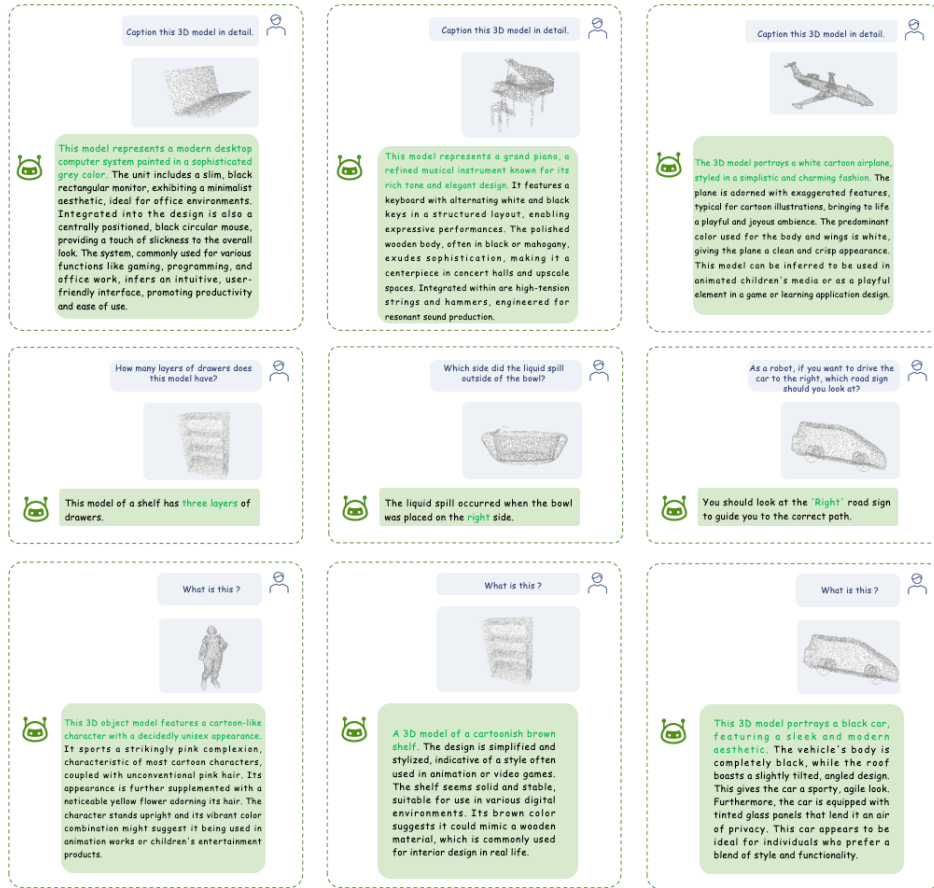 Caption this 3D model in detail.
This model represents a modern desktop
computer system painted in a sophisticated
grey color. The unit includes a slim, black
rectangular monitor, exhibiting a minimalist
aesthetic, ideal for office environments.
Integrated into the design is also a
centrally positioned, black circular mouse,
providing a touch of slickness to the overall
look. The system, commonly used for various
functions like gaming, programming, and
office work, infers an intuitive, user-
friendly interface, promoting productivity
and ease of use.
Caption this 3D model in detail.
This model represents a grand piano, a
refined musical instrument known for its
rich tone and elegant design. It features a
keyboard with alternating white and black
keys in a structured layout, enabling
expressive performances. The polished
wooden body, often in black or mahogany,
exudes sophistication, making it a
centerpiece in concert halls and upscale
spaces. Integrated within are high-tension
strings and hammers, engineered for
resonant sound production.
Caption this 3D model in detail.
The 3D model portrays a white cartoon airplane,
styled in a simplistic and charming fashion. The
plane is adorned with exaggerated features,
typical for cartoon illustrations, bringing to life
a playful and joyous ambience. The predominant
color used for the body and wings is white,
giving the plane a clean and crisp appearance.
This model can be inferred to be used in
animated children's media or as a playful
element in a game or learning application design.
How many layers of drawers does
this model have?
This model of a shelf has three layers of
drawers.
Which side did the liquid spill
outside of the bowl?
The liquid spill occurred when the bowl
was placed on the right side.
As a robot, if you want to drive the
car to the right, which road sign
should you look at?
You should look at the 'Right' road sign
to guide you to the correct path.
What is this ?
This 3D object model features a cartoon-like
character with a decidedly unisex appearance.
It sports a strikingly pink complexion,
characteristic of most cartoon characters,
coupled with unconventional pink hair. Its
appearance is further supplemented with a
noticeable yellow flower adorning its hair. The
character stands upright and its vibrant color
combination might suggest it being used in
animation works or children's entertainment
products.
What is this ?
A 3D model of a cartoonish brown
shelf. The design is simplified and
stylized, indicative of a style often
used in animation or video games.
The shelf seems solid and stable,
suitable for use in various digital
environments. Its brown color
suggests it could mimic a wooden
material, which is commonly used
for interior design in real life.
What is this ?
This 3D model portrays a black car,
featuring a sleek and modern
aesthetic. The vehicle's body is
completely black, while the roof
boasts a slightly tilted, angled design.
This gives the car a sporty, agile look.
Furthermore, the car is equipped with
tinted glass panels that lend it an air
of privacy. This car appears to be
ideal for individuals who prefer a
blend of style and functionality.